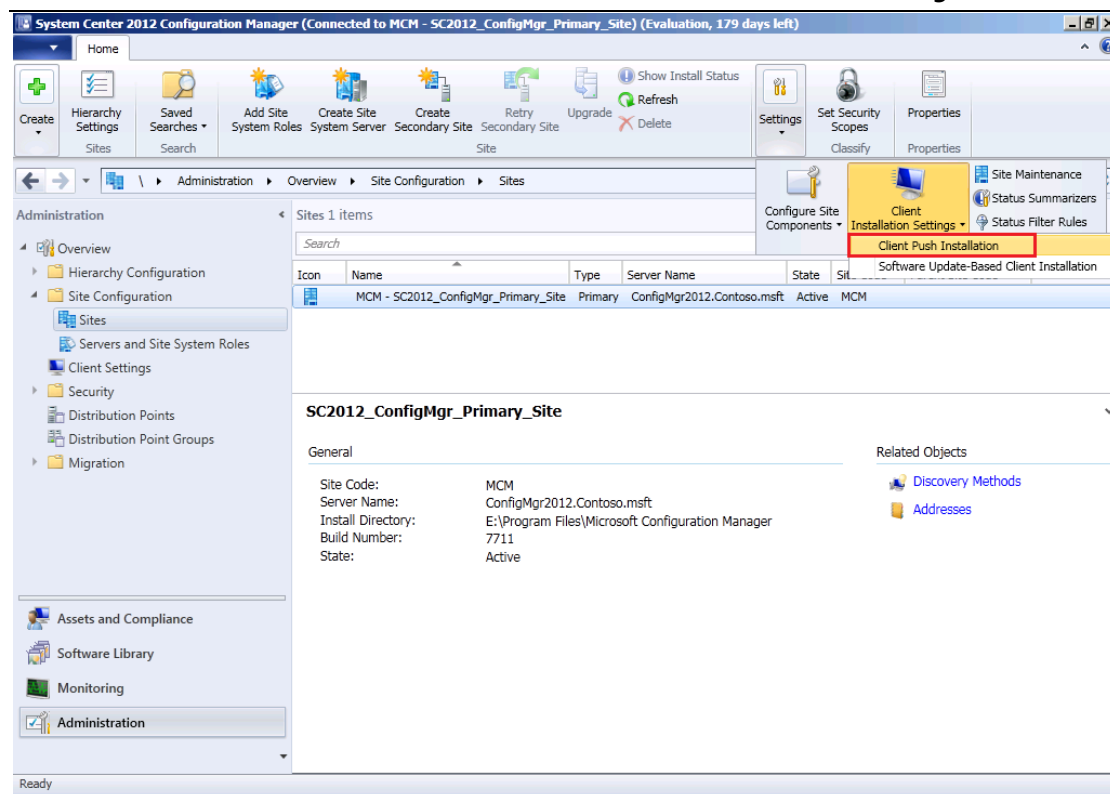 System Center 2012 Configuration Manager (Connected to MCM - SC2012_ConfigMgr_Primary_Site) (Evaluation, 179 days left)
Home
Create
Hierarchy Settings
Saved Searches
Add Site System Roles
Create Site System Server
Create Secondary Site
Retry Secondary Site
Upgrade
Show Install Status
Refresh
Delete
Settings
Set Security Scopes
Properties
Sites
Search
Site
Classify
Properties
\ Administration Overview Site Configuration Sites
Configure Site Components
Client Installation Settings
Site Maintenance
Status Summarizers
Status Filter Rules
Client Push Installation
Software Update-Based Client Installation
Administration
Overview
Hierarchy Configuration
Site Configuration
Sites
Servers and Site System Roles
Client Settings
Security
Distribution Points
Distribution Point Groups
Migration
Sites 1 items
Search
Icon Name Type Server Name State
MCM - SC2012_ConfigMgr_Primary_Site Primary ConfigMgr2012.Contoso.msft Active MCM
SC2012_ConfigMgr_Primary_Site
General
Site Code: MCM
Server Name: ConfigMgr2012.Contoso.msft
Install Directory: E:\Program Files\Microsoft Configuration Manager
Build Number: 7711
State: Active
Related Objects
Discovery Methods
Addresses
Assets and Compliance
Software Library
Monitoring
Administration
Ready